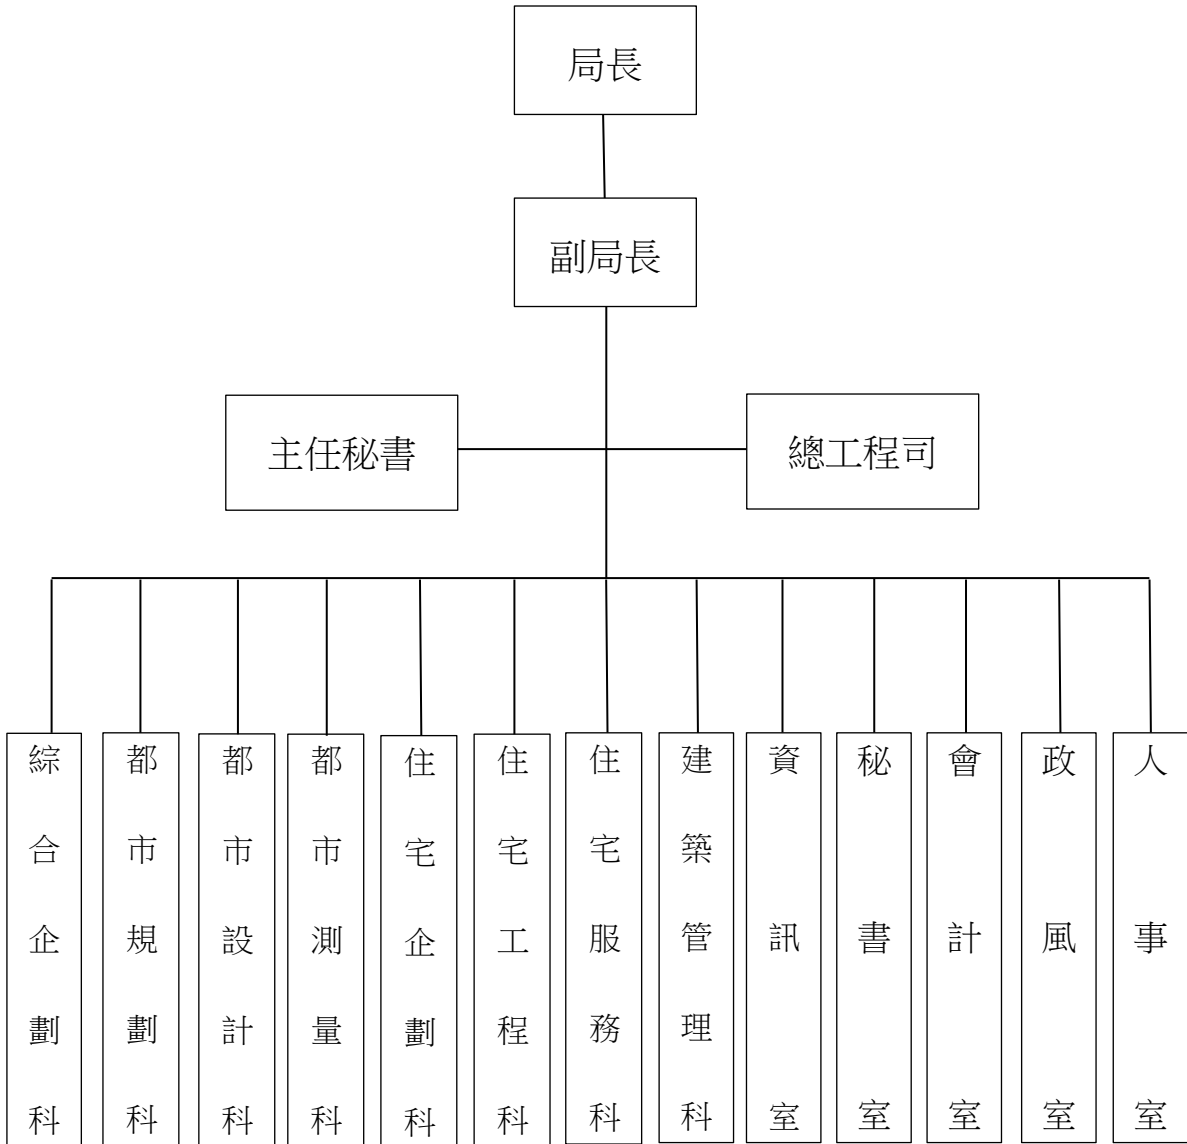 局長
副局長
主任秘書
總工程司
綜合企劃科
都市規劃科
都市設計科
都市測量科
住宅企劃科
住宅工程科
住宅服務科
建築管理科
資訊室
秘書室
會計室
政風室
人事室